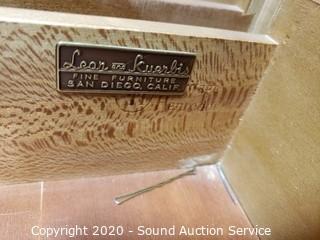 Lear and Kuerbis
FINE FURNITURE
SAN DIEGO, CALIF.
Copyright © 2020 - Sound Auction Service